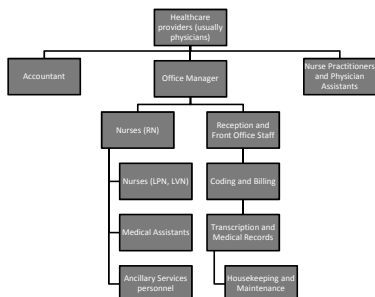 Healthcare
providers (usually
physicians)
Accountant
Office Manager
Nurse Practitioners
and Physician
Assistants
Nurses (RN)
Reception and
Front Office Staff
Nurses (LPN, LVN)
Coding and Billing
Medical Assistants
Transcription and
Medical Records
Ancillary Services
personnel
Housekeeping and
Maintenance